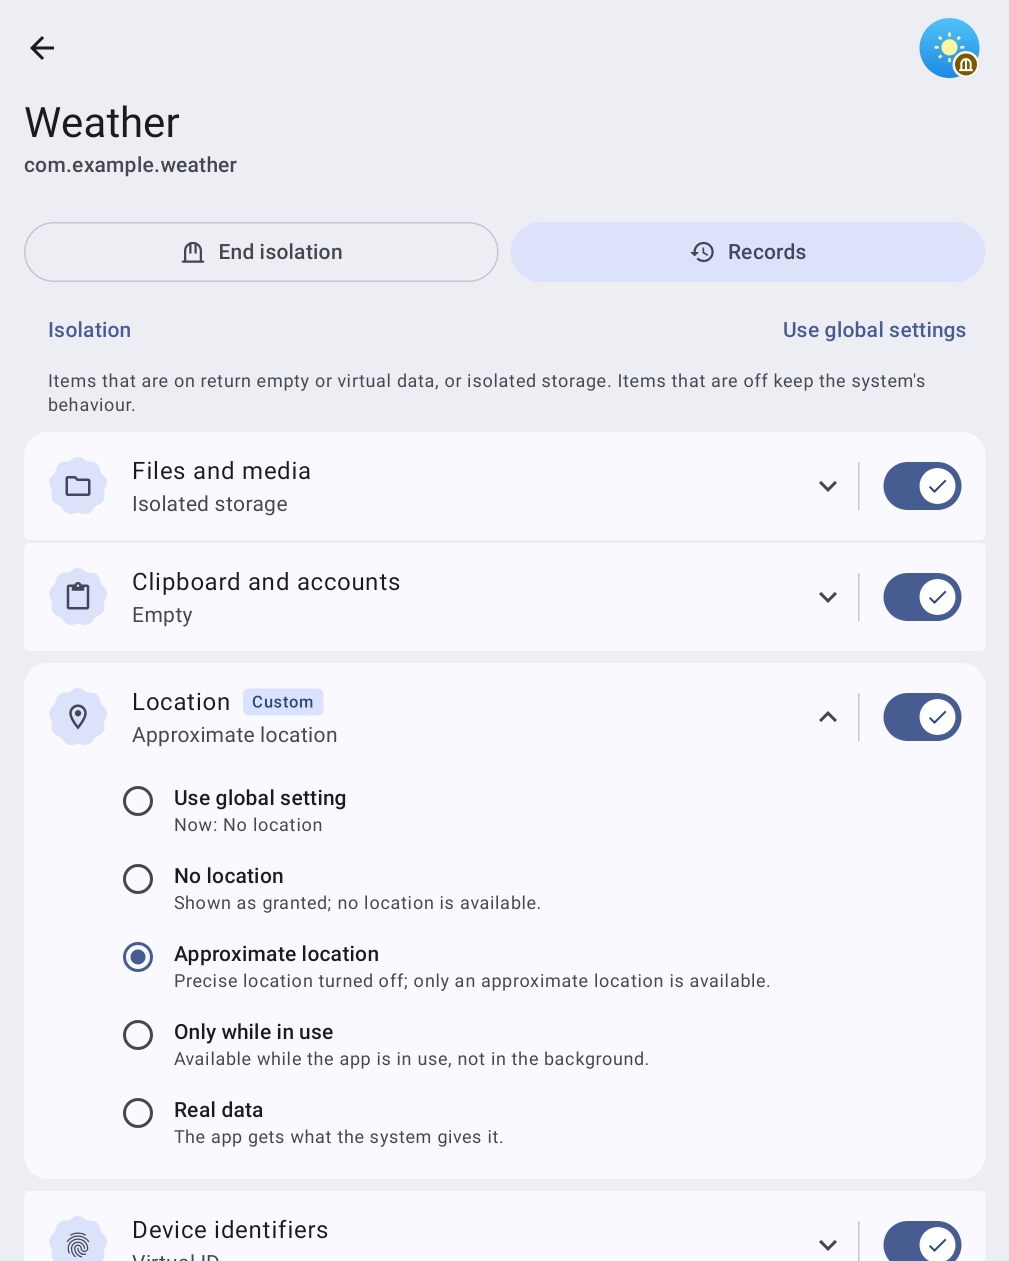 Weather
com.example.weather
End isolation
Records
Isolation
Use global settings
Items that are on return empty or virtual data, or isolated storage. Items that are off keep the system's
behaviour.
Files and media
Isolated storage
Clipboard and accounts
Empty
Location
Custom
Approximate location
Use global setting
Now: No location
No location
Shown as granted; no location is available.
Approximate location
Precise location turned off; only an approximate location is available.
Only while in use
Available while the app is in use, not in the background.
Real data
The app gets what the system gives it.
Device identifiers
Virtual ID